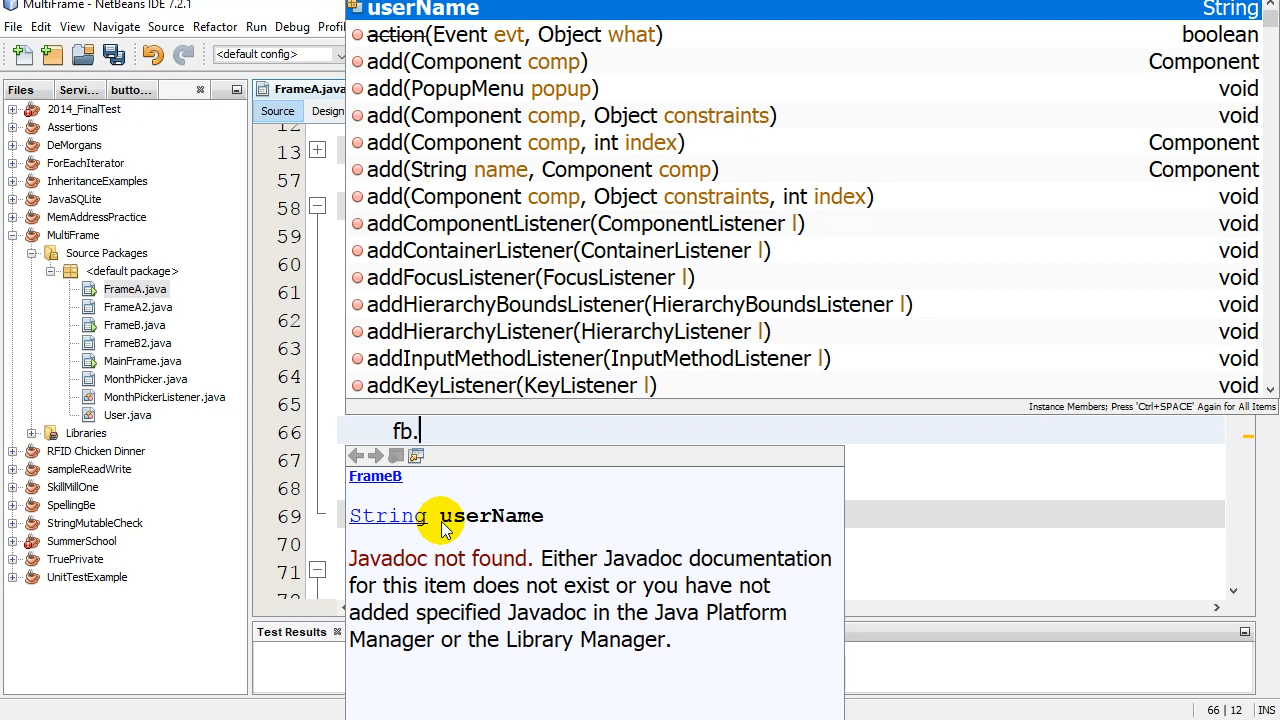 MultiFrame - NetBeans IDE 7.2.1
File Edit View Navigate Source Refactor Run Debug Profil
<default config>
Files Servi... butto...
FrameA.java
Source Design
2014_FinalTest
Assertions
DeMorgans
ForEachIterator
InheritanceExamples
JavaSQLite
MemAddressPractice
MultiFrame
Source Packages
<default package>
FrameA.java
FrameA2.java
FrameB.java
FrameB2.java
MainFrame.java
MonthPicker.java
MonthPickerListener.java
User.java
Libraries
RFID Chicken Dinner
sampleReadWrite
SkillMillOne
SpellingBe
StringMutableCheck
SummerSchool
TruePrivate
UnitTestExample
12
13
57
58
59
60
61
62
63
64
65
66
67
68
69
70
71
userName String
action(Event evt, Object what) boolean
add(Component comp) Component
add(PopupMenu popup) void
add(Component comp, Object constraints) void
add(Component comp, int index) Component
add(String name, Component comp) Component
add(Component comp, Object constraints, int index) void
addComponentListener(ComponentListener l) void
addContainerListener(ContainerListener l) void
addFocusListener(FocusListener l) void
addHierarchyBoundsListener(HierarchyBoundsListener l) void
addHierarchyListener(HierarchyListener l) void
addInputMethodListener(InputMethodListener l) void
addKeyListener(KeyListener l) void
Instance Members; Press 'Ctrl+SPACE' Again for All Items
fb.
FrameB
String userName
Javadoc not found. Either Javadoc documentation
for this item does not exist or you have not
added specified Javadoc in the Java Platform
Manager or the Library Manager.
Test Results
66 | 12 INS